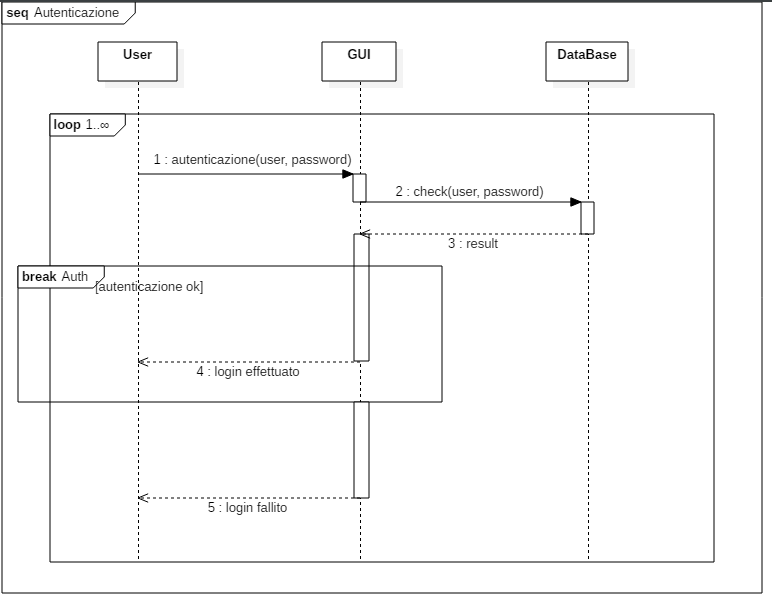 seq Autenticazione
User
GUI
DataBase
loop 1..∞
1 : autenticazione(user, password)
2 : check(user, password)
3 : result
break Auth
[autenticazione ok]
4 : login effettuato
5 : login fallito